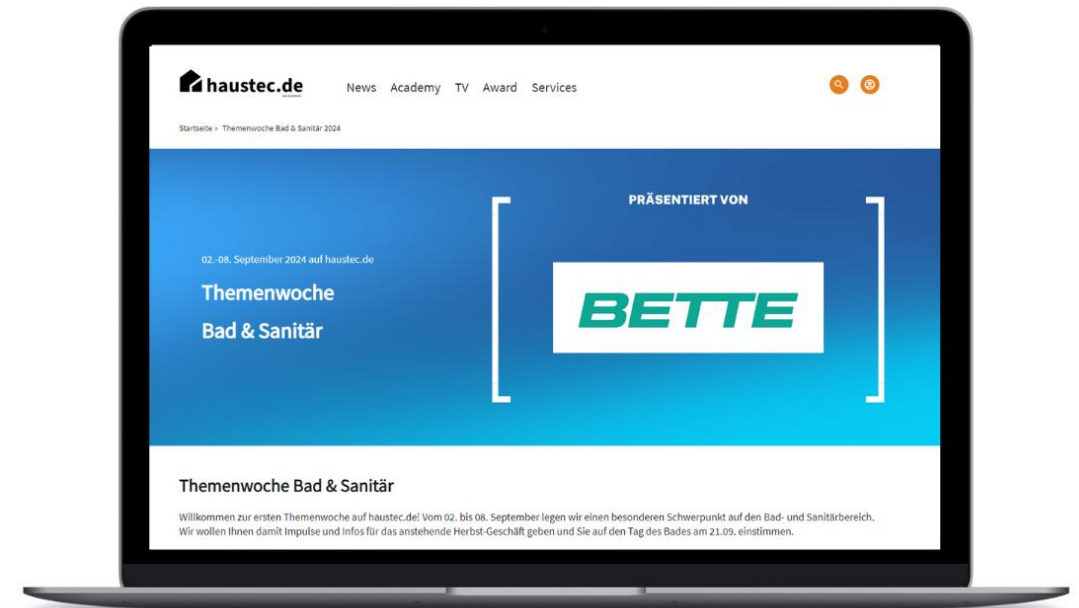 haustec.de
News Academy TV Award Services
Startseite > Themenwoche Bad & Sanitär 2024
PRÄSENTIERT VON
02.-08. September 2024 auf haustec.de
Themenwoche
Bad & Sanitär
BETTE
Themenwoche Bad & Sanitär
Willkommen zur ersten Themenwoche auf haustec.de! Vom 02. bis 08. September legen wir einen besonderen Schwerpunkt auf den Bad- und Sanitärbereich.
Wir wollen Ihnen damit Impulse und Infos für das anstehende Herbst-Geschäft geben und Sie auf den Tag des Bades am 21.09. einstimmen.